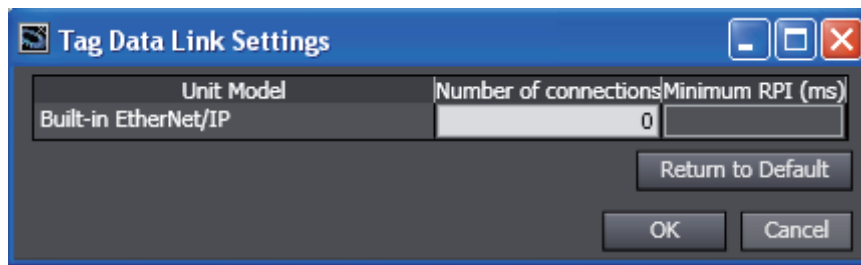 Tag Data Link Settings
Unit Model Number of connections Minimum RPI (ms)
Built-in EtherNet/IP 0
Return to Default
OK Cancel